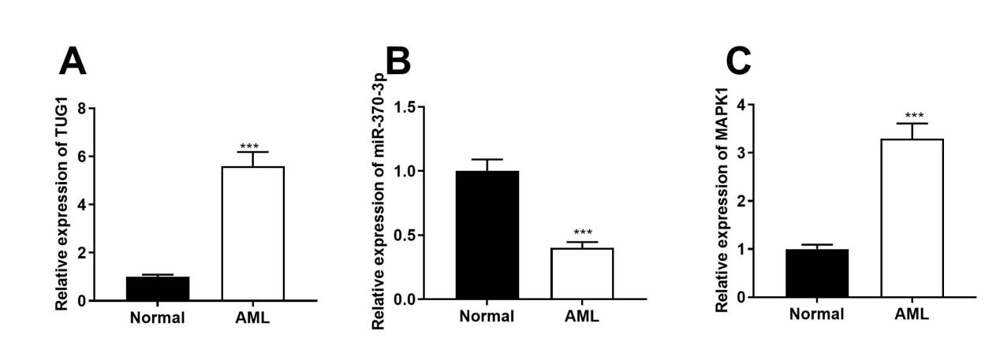 A
Relative expression of TUG1
8
6
4
2
0
***
Normal
AML
B
Relative expression of miR-370-3p
1.5
1.0
0.5
0.0
***
Normal
AML
C
Relative expression of MAPK1
4
3
2
1
0
***
Normal
AML